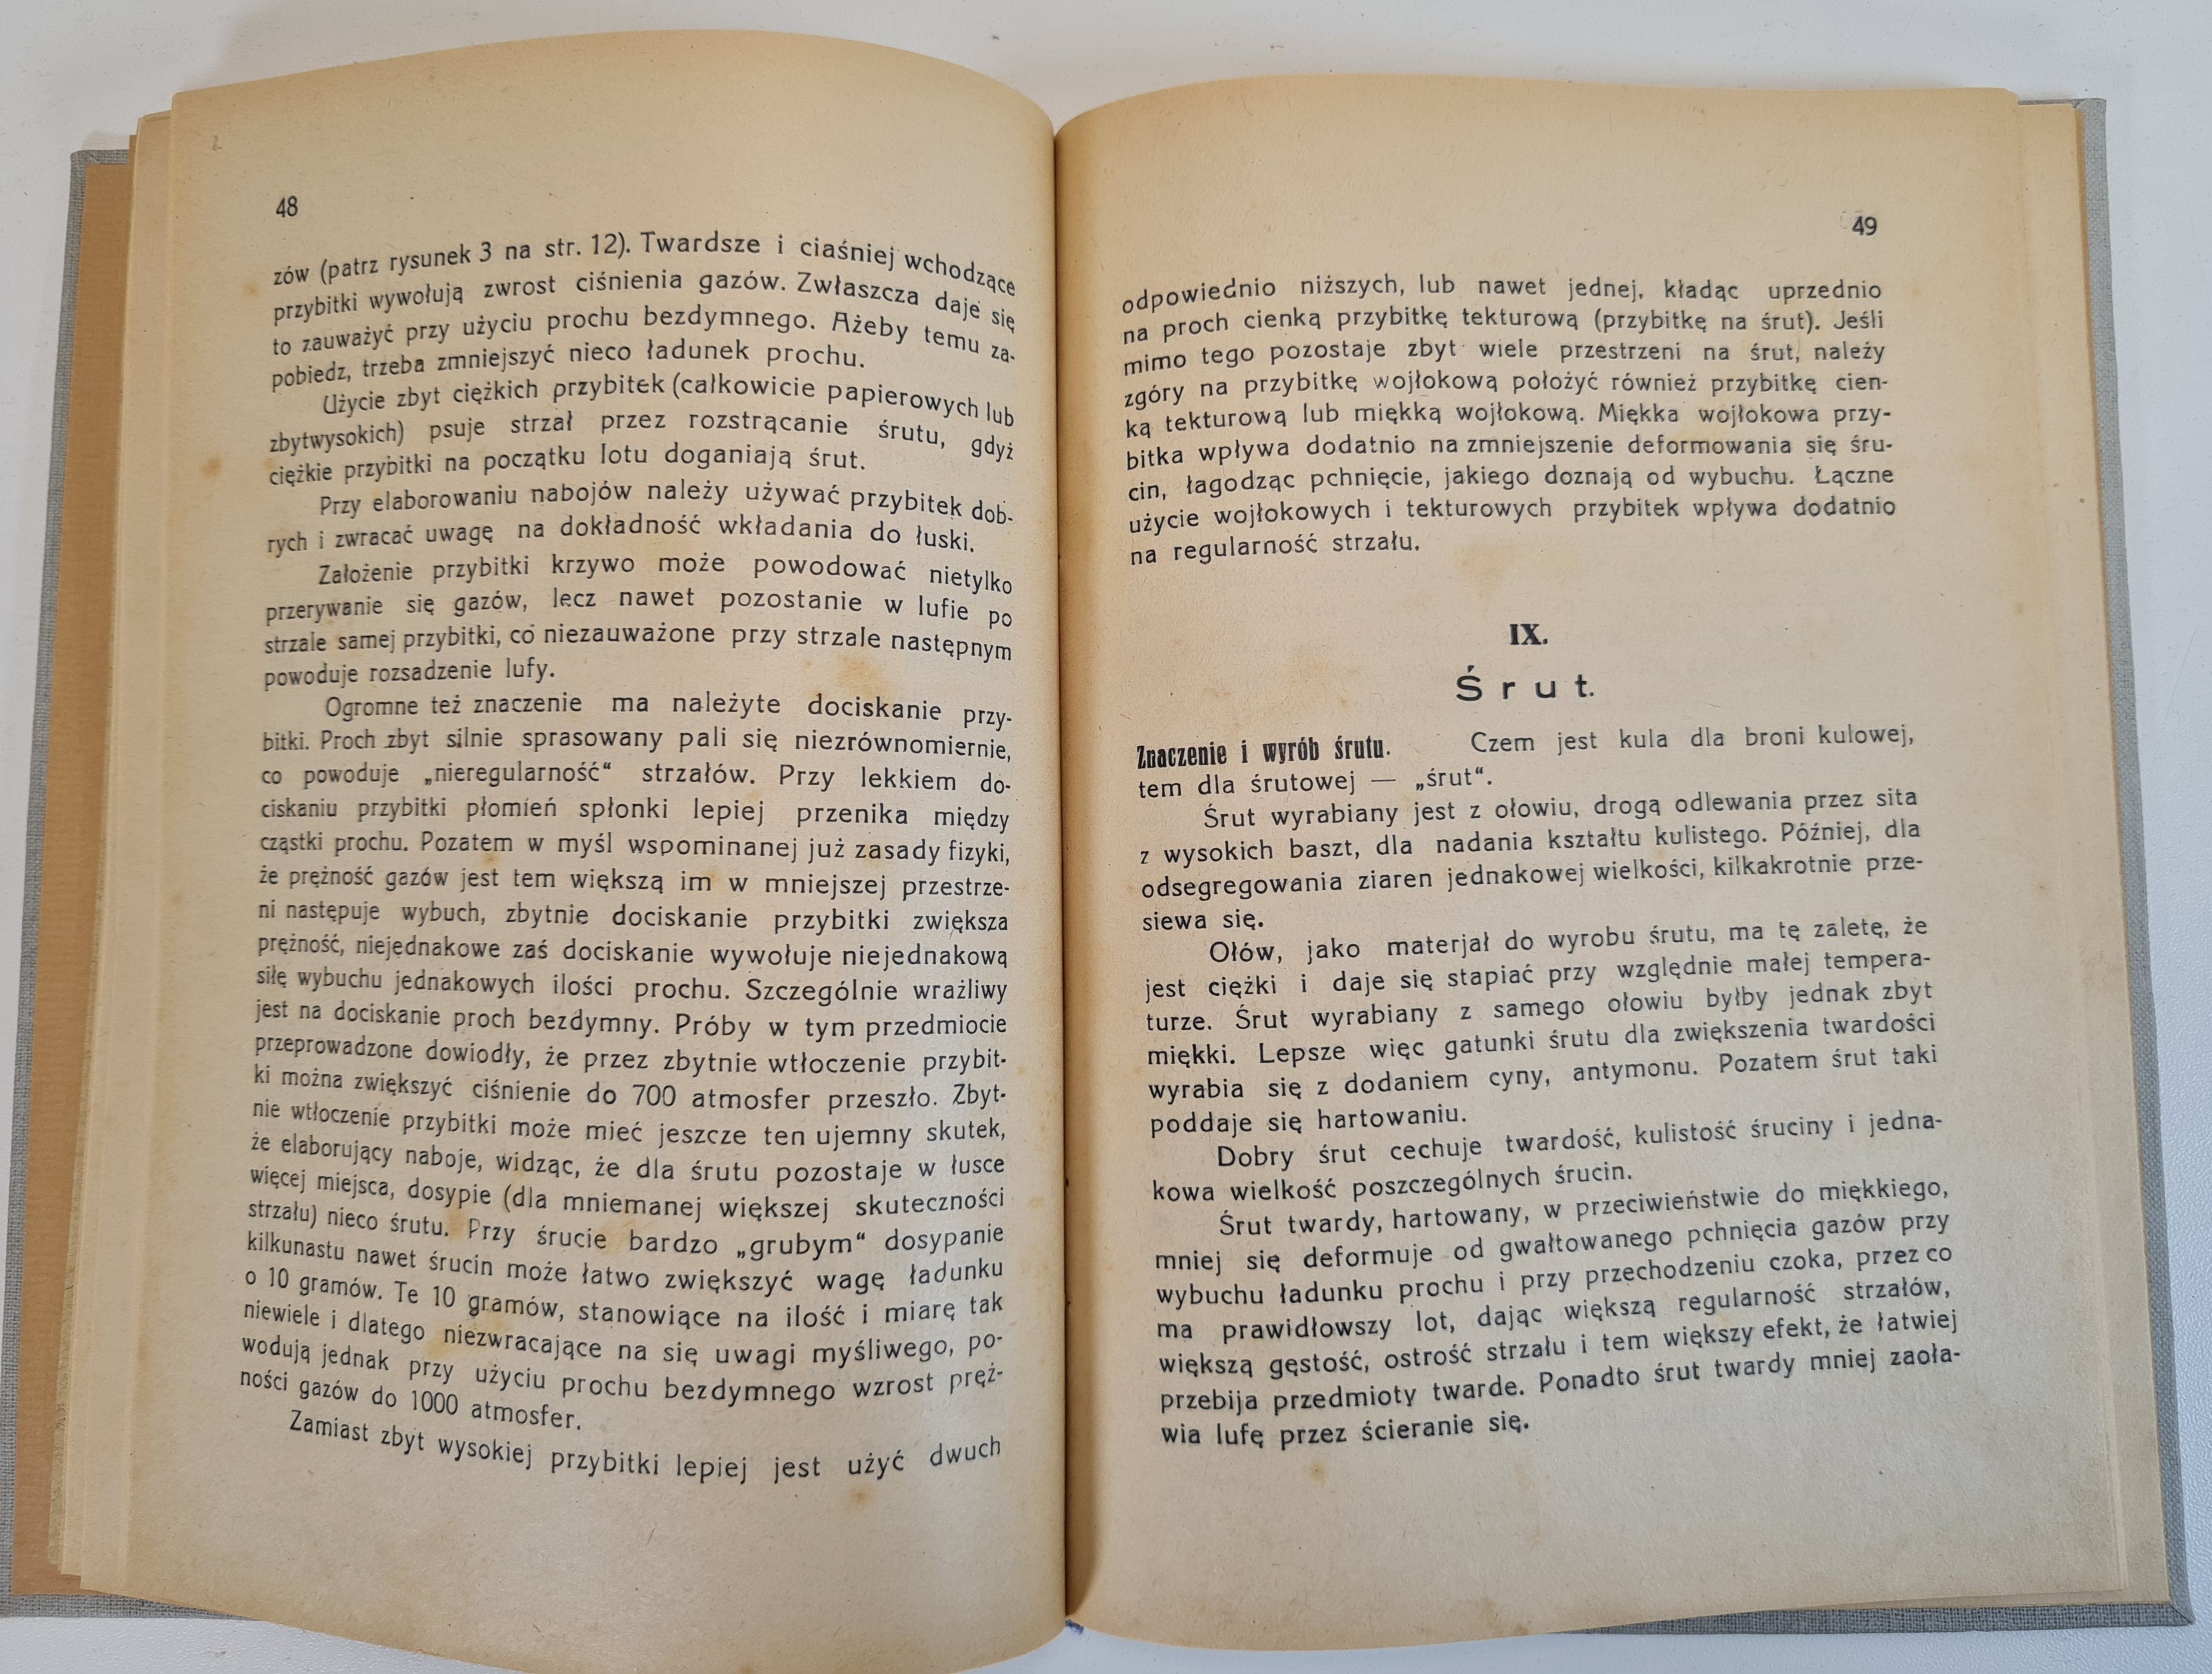 48
zów (patrz rysunek 3 na str. 12). Twardsze i ciaśniej wchodzące
przybitki wywołują zwrost ciśnienia gazów. Zwłaszcza daje się
to zauważyć przy użyciu prochu bezdymnego. Ażeby temu za-
pobiedz, trzeba zmniejszyć nieco ładunek prochu.
Użycie zbyt ciężkich przybitek (całkowicie papierowych lub
zbytwysokich) psuje strzał przez rozstrącanie śrutu, gdyż
ciężkie przybitki na początku lotu doganiają śrut.
Przy elaborowaniu nabojów należy używać przybitek dob-
rych i zwracać uwagę na dokładność wkładania do łuski.
Założenie przybitki krzywo może powodować nietylko
przerywanie się gazów, lecz nawet pozostanie w lufie po
strzale samej przybitki, co niezauważone przy strzale następnym
powoduje rozsadzenie lufy.
Ogromne też znaczenie ma należyte dociskanie przy-
bitki. Proch zbyt silnie sprasowany pali się niezrównomiernie,
co powoduje „nieregularność“ strzałów. Przy lekkiem do-
ciskaniu przybitki płomień spłonki lepiej przenika między
cząstki prochu. Pozatem w myśl wspominanej już zasady fizyki,
że prężność gazów jest tem większą im w mniejszej przestrze-
ni następuje wybuch, zbytnie dociskanie przybitki zwiększa
prężność, niejednakowe zaś dociskanie wywołuje niejednakową
siłę wybuchu jednakowych ilości prochu. Szczególnie wrażliwy
jest na dociskanie proch bezdymny. Próby w tym przedmiocie
przeprowadzone dowiodły, że przez zbytnie wtłoczenie przybit-
ki można zwiększyć ciśnienie do 700 atmosfer przeszło. Zbyt-
nie wtłoczenie przybitki może mieć jeszcze ten ujemny skutek,
że elaborujący naboje, widząc, że dla śrutu pozostaje w łusce
więcej miejsca, dosypie (dla mniemanej większej skuteczności
strzału) nieco śrutu. Przy śrucie bardzo „grubym“ dosypanie
kilkunastu nawet śrucin może łatwo zwiększyć wagę ładunku
o 10 gramów. Te 10 gramów, stanowiące na ilość i miarę tak
niewiele i dlatego niezwracające na się uwagi myśliwego, po-
wodują jednak przy użyciu prochu bezdymnego wzrost pręż-
ności gazów do 1000 atmosfer.
Zamiast zbyt wysokiej przybitki lepiej jest użyć dwuch
49
odpowiednio niższych, lub nawet jednej, kładąc uprzednio
na proch cienką przybitkę tekturową (przybitkę na śrut). Jeśli
mimo tego pozostaje zbyt wiele przestrzeni na śrut, należy
zgóry na przybitkę wojłokową położyć również przybitkę cien-
ką tekturową lub miękką wojłokową. Miękka wojłokowa przy-
bitka wpływa dodatnio na zmniejszenie deformowania się śru-
cin, łagodząc pchnięcie, jakiego doznają od wybuchu. Łączne
użycie wojłokowych i tekturowych przybitek wpływa dodatnio
na regularność strzału.
IX.
Śrut.
Znaczenie i wyrób śrutu. Czem jest kula dla broni kulowej,
tem dla śrutowej — „śrut“.
Śrut wyrabiany jest z ołowiu, drogą odlewania przez sita
z wysokich baszt, dla nadania kształtu kulistego. Później, dla
odsegregowania ziaren jednakowej wielkości, kilkakrotnie prze-
siewa się.
Ołów, jako materjał do wyrobu śrutu, ma tę zaletę, że
jest ciężki i daje się stapiać przy względnie małej tempera-
turze. Śrut wyrabiany z samego ołowiu byłby jednak zbyt
miękki. Lepsze więc gatunki śrutu dla zwiększenia twardości
wyrabia się z dodaniem cyny, antymonu. Pozatem śrut taki
poddaje się hartowaniu.
Dobry śrut cechuje twardość, kulistość śruciny i jedna-
kowa wielkość poszczególnych śrucin.
Śrut twardy, hartowany, w przeciwieństwie do miękkiego,
mniej się deformuje od gwałtowanego pchnięcia gazów przy
wybuchu ładunku prochu i przy przechodzeniu czoka, przez co
ma prawidłowszy lot, dając większą regularność strzałów,
większą gęstość, ostrość strzału i tem większy efekt, że łatwiej
przebija przedmioty twarde. Ponadto śrut twardy mniej zaoła-
wia lufę przez ścieranie się.